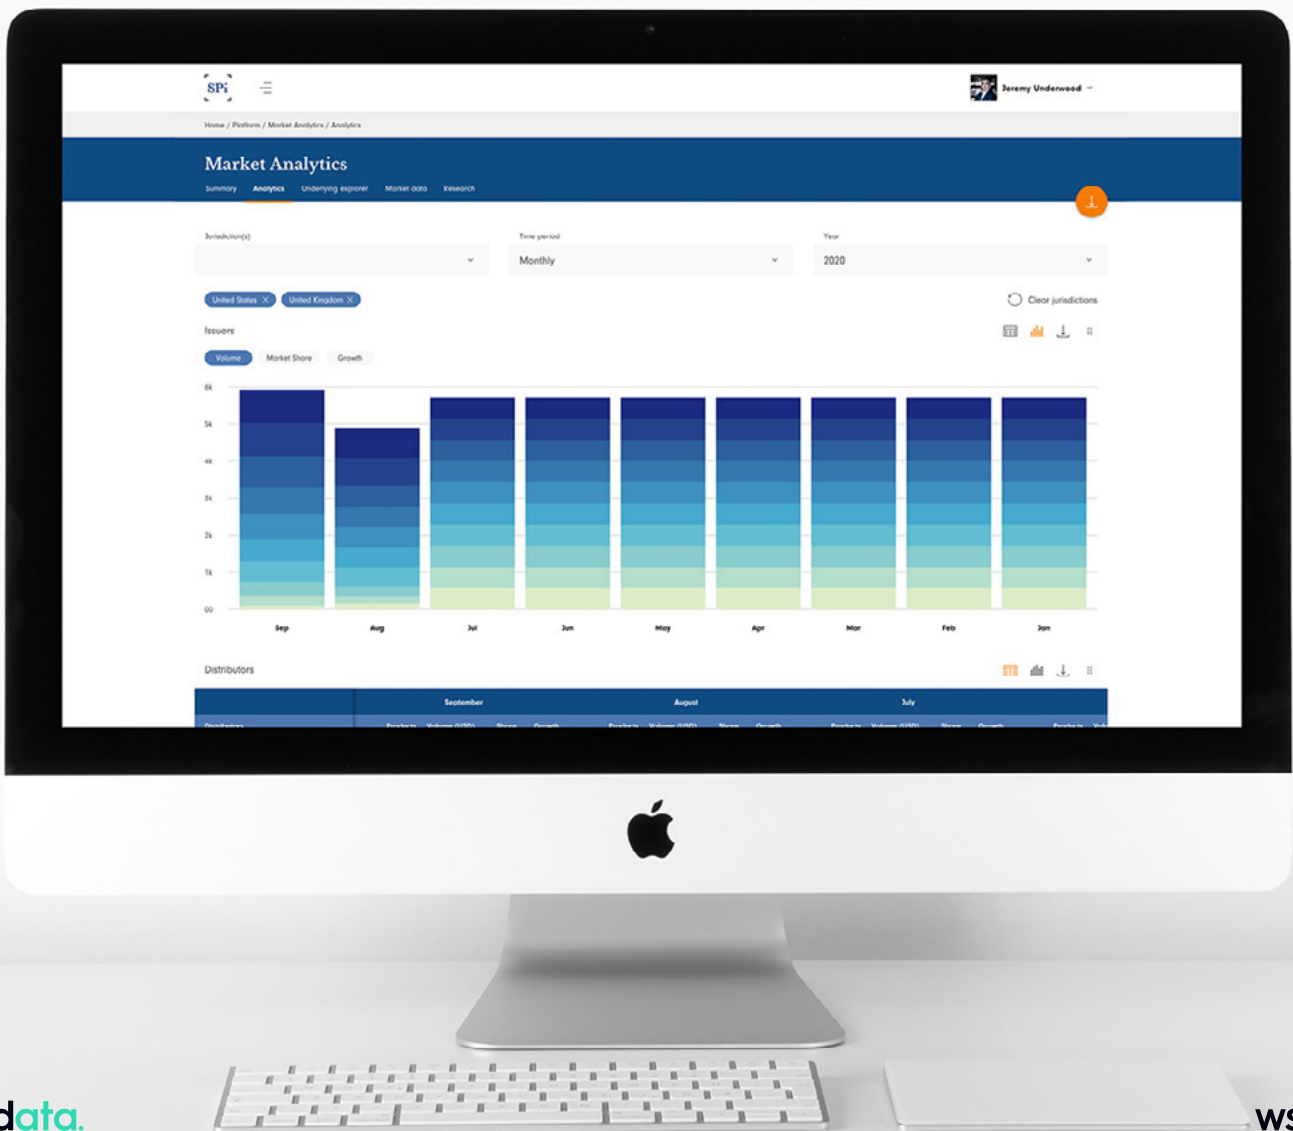 SPi
Jeremy Underwood
Home / Platform / Market Analytics / Analytics
Market Analytics
Summary Analytics Underlying explorer Market data Research
Jurisdiction(s) Time period Year
Monthly 2020
United States × United Kingdom × Clear jurisdictions
Issuers
Volume Market Share Growth
6k
5k
4k
3k
2k
1k
00
Sep Aug Jul Jun May Apr Mar Feb Jan
Distributors
September August July
data.
ws